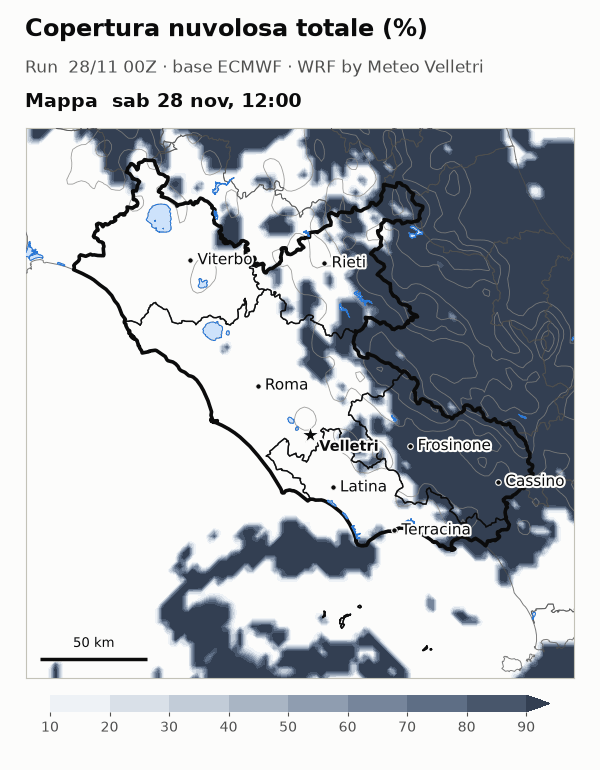 Copertura nuvolosa totale (%)
Run  28/11 00Z · base ECMWF · WRF by Meteo Velletri
Mappa  sab 28 nov, 12:00
Viterbo
Rieti
Roma
Velletri
Frosinone
Cassino
Latina
Terracina
50 km
10 20 30 40 50 60 70 80 90